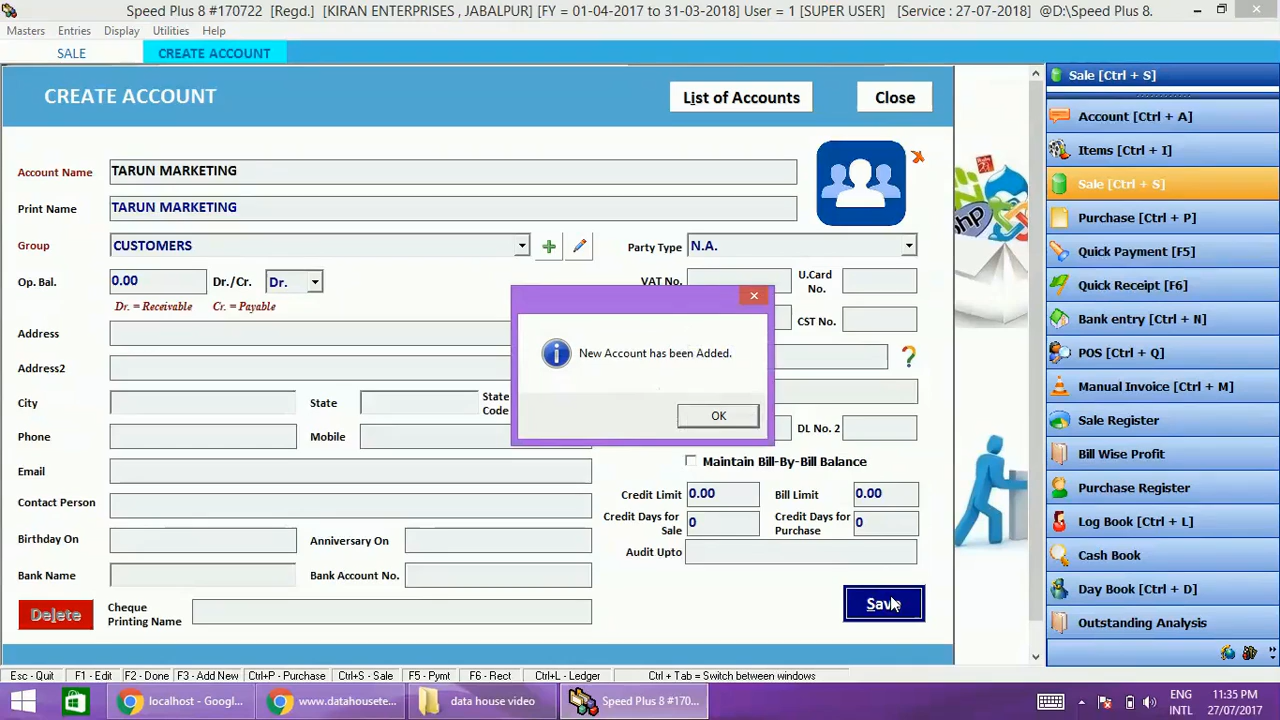 Speed Plus 8 #170722 [Regd.] [KIRAN ENTERPRISES , JABALPUR] [FY = 01-04-2017 to 31-03-2018] User = 1 [SUPER USER] [Service : 27-07-2018] @D:\Speed Plus 8.
Masters Entries Display Utilities Help
SALE CREATE ACCOUNT
CREATE ACCOUNT
List of Accounts
Close
Account Name TARUN MARKETING
Print Name TARUN MARKETING
Group CUSTOMERS
Party Type N.A.
Op. Bal. 0.00 Dr./Cr. Dr.
VAT No. U.Card No.
Dr. = Receivable Cr. = Payable
CST No.
Address
Address2
City State State Code
Phone Mobile
DL No. 2
Email
Maintain Bill-By-Bill Balance
Contact Person
Credit Limit 0.00 Bill Limit 0.00
Credit Days for Sale 0 Credit Days for Purchase 0
Birthday On Anniversary On
Audit Upto
Bank Name Bank Account No.
Delete
Cheque Printing Name
Save
New Account has been Added.
OK
Sale [Ctrl + S]
Account [Ctrl + A]
Items [Ctrl + I]
Sale [Ctrl + S]
Purchase [Ctrl + P]
Quick Payment [F5]
Quick Receipt [F6]
Bank entry [Ctrl + N]
POS [Ctrl + Q]
Manual Invoice [Ctrl + M]
Sale Register
Bill Wise Profit
Purchase Register
Log Book [Ctrl + L]
Cash Book
Day Book [Ctrl + D]
Outstanding Analysis
php
Esc - Quit F1 - Edit F2 - Done F3 - Add New Ctrl+P - Purchase Ctrl+S - Sale F5 - Pymt F6 - Rect Ctrl+L - Ledger Ctrl + Tab = Switch between windows
localhost - Googl... www.datahousete... data house video Speed Plus 8 #170...
ENG INTL
11:35 PM
27/07/2017